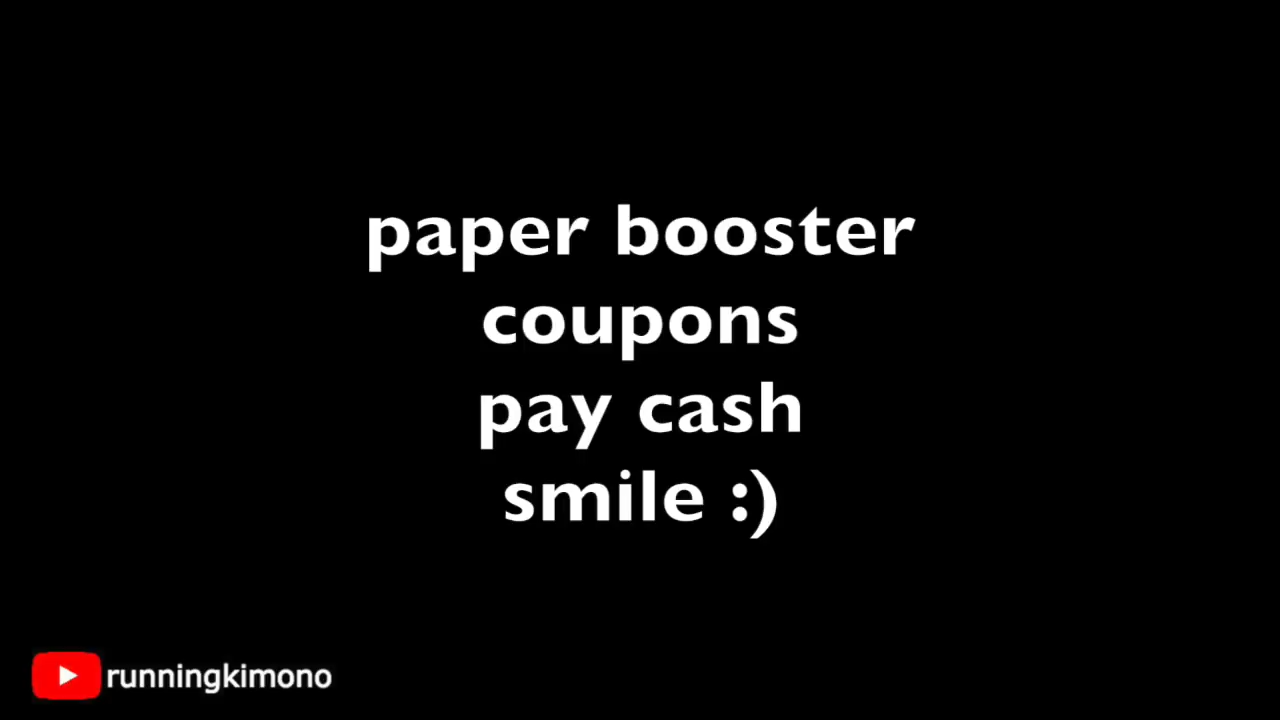 paper booster
coupons
pay cash
smile :)
runningkimono